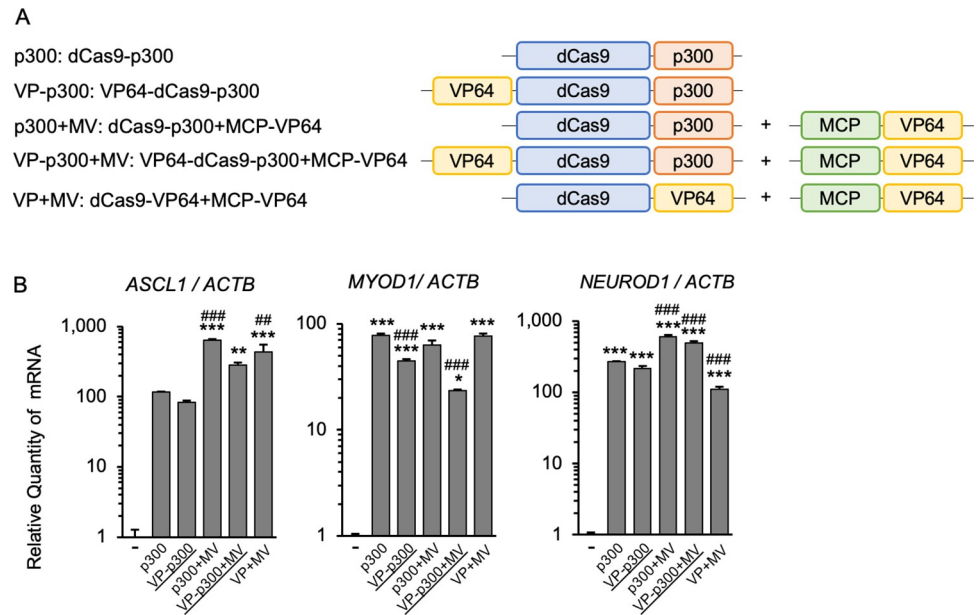 A
p300: dCas9-p300
dCas9 p300
VP-p300: VP64-dCas9-p300
VP64 dCas9 p300
p300+MV: dCas9-p300+MCP-VP64
dCas9 p300 + MCP VP64
VP-p300+MV: VP64-dCas9-p300+MCP-VP64
VP64 dCas9 p300 + MCP VP64
VP+MV: dCas9-VP64+MCP-VP64
dCas9 VP64 + MCP VP64
B
Relative Quantity of mRNA
ASCL1 / ACTB
1,000
100
10
1
###
***
**
##
***
-
p300
VP-p300
p300+MV
VP-p300+MV
VP+MV
MYOD1/ ACTB
100
10
1
***
###
***
***
###
*
***
-
p300
VP-p300
p300+MV
VP-p300+MV
VP+MV
NEUROD1 / ACTB
1,000
100
10
1
***
***
###
***
###
***
###
***
-
p300
VP-p300
p300+MV
VP-p300+MV
VP+MV